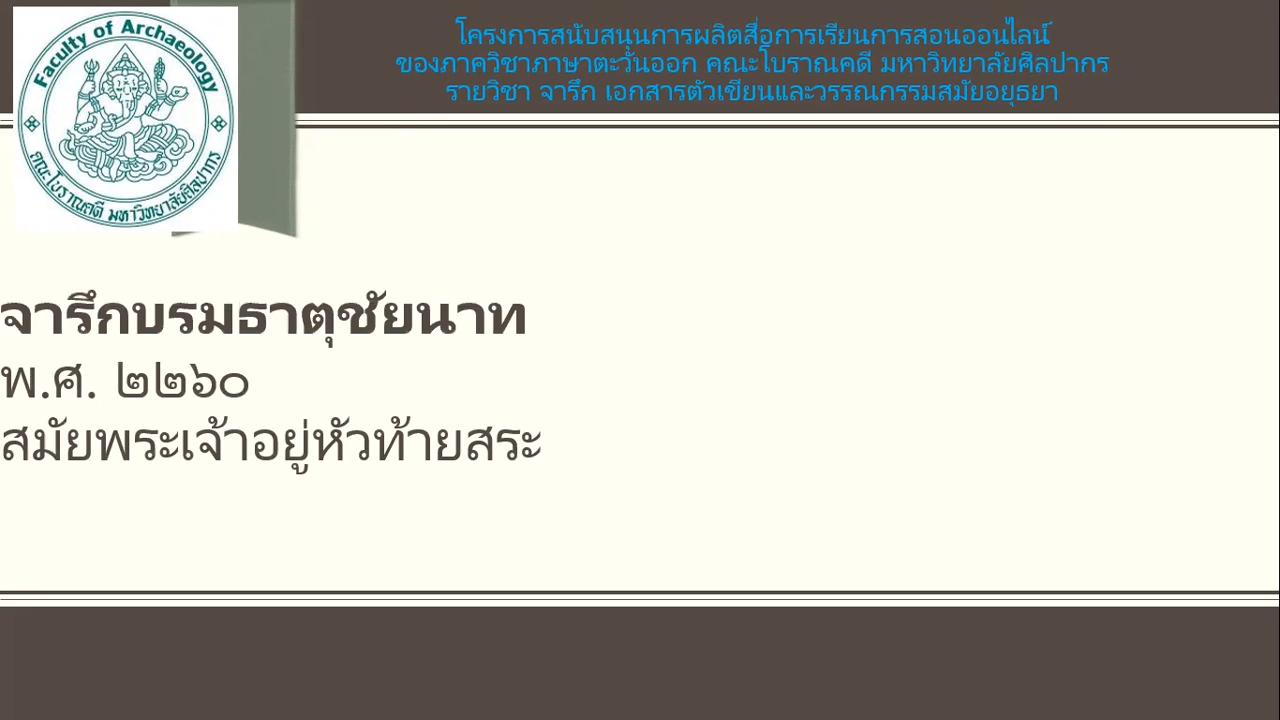 Faculty of Archaeology
คณะโบราณคดี มหาวิทยาลัยศิลปากร
โครงการสนับสนุนการผลิตสื่อการเรียนการสอนออนไลน์
ของภาควิชาภาษาตะวันออก คณะโบราณคดี มหาวิทยาลัยศิลปากร
รายวิชา จารึก เอกสารตัวเขียนและวรรณกรรมสมัยอยุธยา
จารึกบรมธาตุชัยนาท
พ.ศ. ๒๒๖๐
สมัยพระเจ้าอยู่หัวท้ายสระ